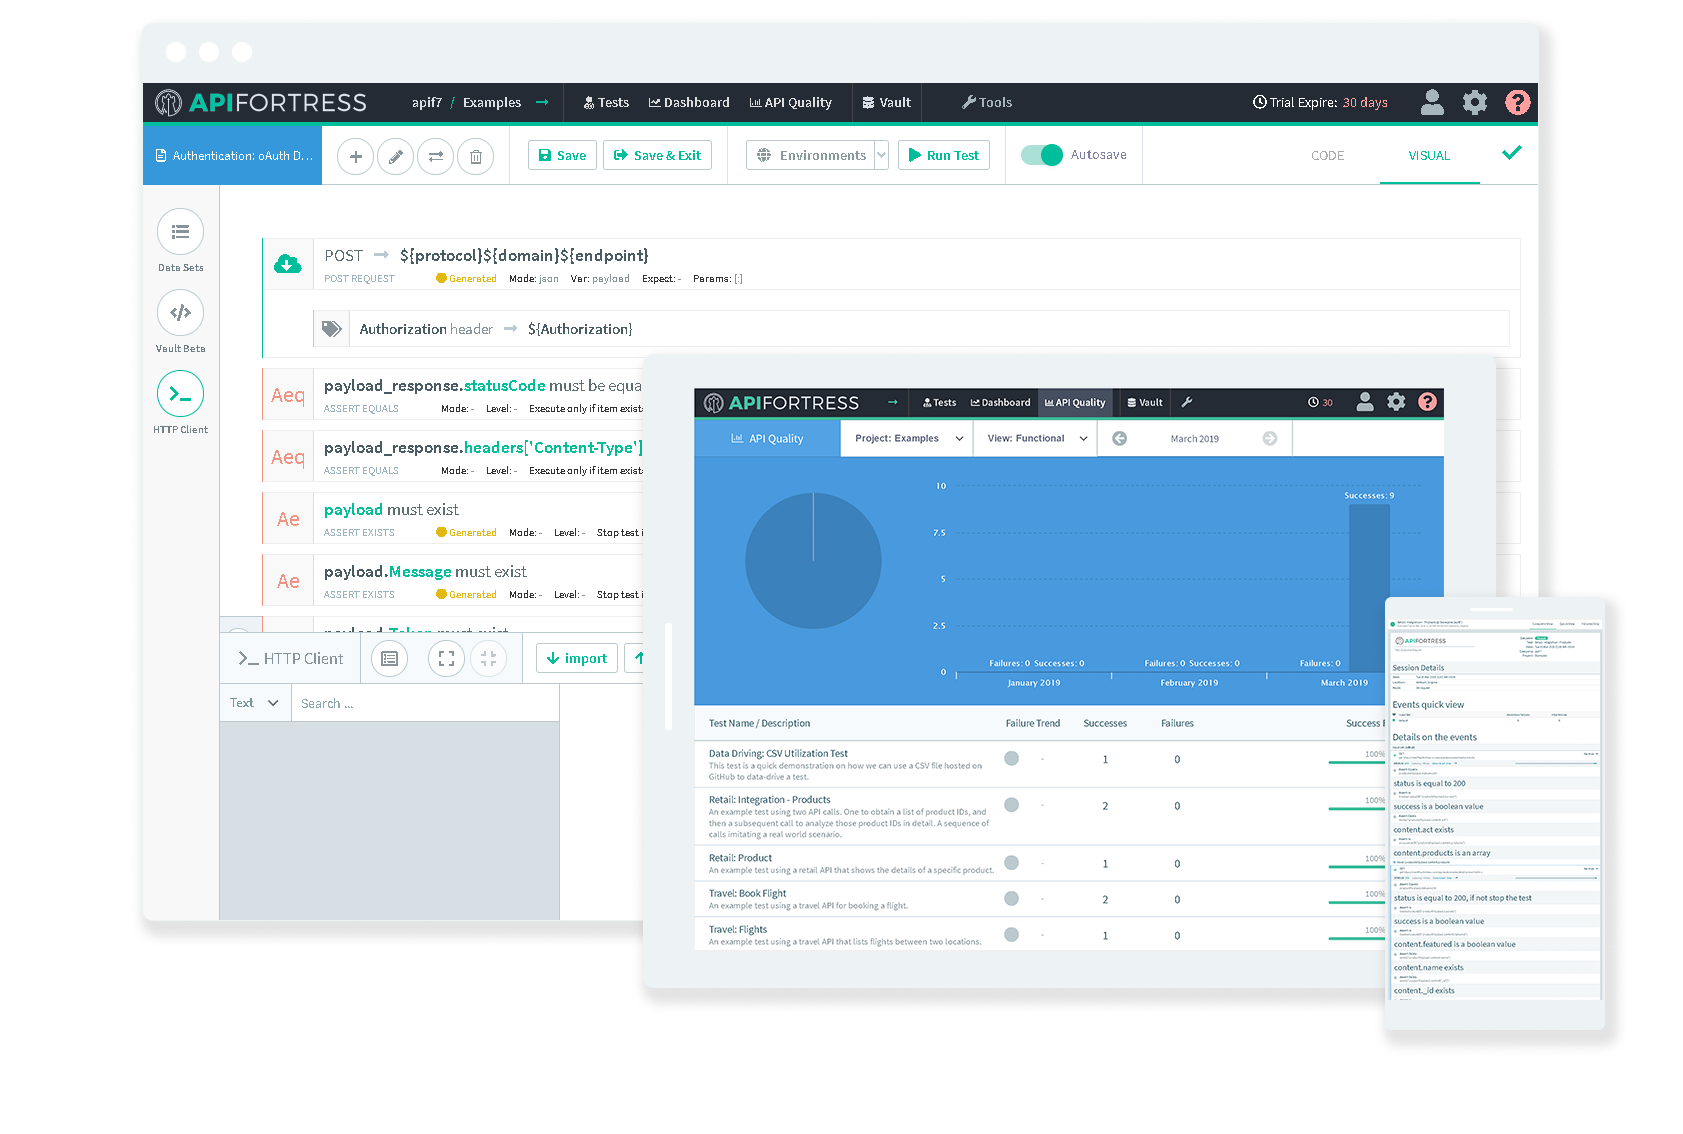 APIFORTRESS
apif7 / Examples
Tests
Dashboard
API Quality
Vault
Tools
Trial Expire: 30 days
Authentication: oAuth D...
Save
Save & Exit
Environments
Run Test
Autosave
CODE
VISUAL
Data Sets
Vault Beta
HTTP Client
POST ${protocol}${domain}${endpoint}
POST REQUEST Generated Mode: json Var: payload Expect: - Params: [:]
Authorization header ${Authorization}
Aeq
payload_response.statusCode must be equa
ASSERT EQUALS Mode: - Level: - Execute only if item exists
Aeq
payload_response.headers['Content-Type']
ASSERT EQUALS Mode: - Level: - Execute only if item exists
Ae
payload must exist
ASSERT EXISTS Generated Mode: - Level: - Stop test i
Ae
payload.Message must exist
ASSERT EXISTS Generated Mode: - Level: - Stop test i
payload.Token must exist
HTTP Client
import
Text
Search ...
APIFORTRESS
Tests
Dashboard
API Quality
Vault
30
API Quality
Project: Examples
View: Functional
March 2019
10
7.5
5
2.5
0
Successes: 9
Failures: 0 Successes: 0
Failures: 0 Successes: 0
Failures: 0
January 2019
February 2019
March 2019
Test Name / Description Failure Trend Successes Failures Success
Data Driving: CSV Utilization Test
This test is a quick demonstration on how we can use a CSV file hosted on
GitHub to data-drive a test.
- 1 0 100%
Retail: Integration - Products
An example test using two API calls. One to obtain a list of product IDs, and
then a subsequent call to analyze those product IDs in detail. A sequence of
calls imitating a real world scenario.
- 2 0 100%
Retail: Product
An example test using a retail API that shows the details of a specific product.
- 1 0 100%
Travel: Book Flight
An example test using a travel API for booking a flight.
- 2 0 100%
Travel: Flights
An example test using a travel API that lists flights between two locations.
- 1 0 100%
APIFORTRESS
Session Details
Events quick view
Details on the events
status is equal to 200
success is a boolean value
content.act exists
content.products is an array
status is equal to 200, if not stop the test
success is a boolean value
content.featured is a boolean value
content.name exists
content._id exists